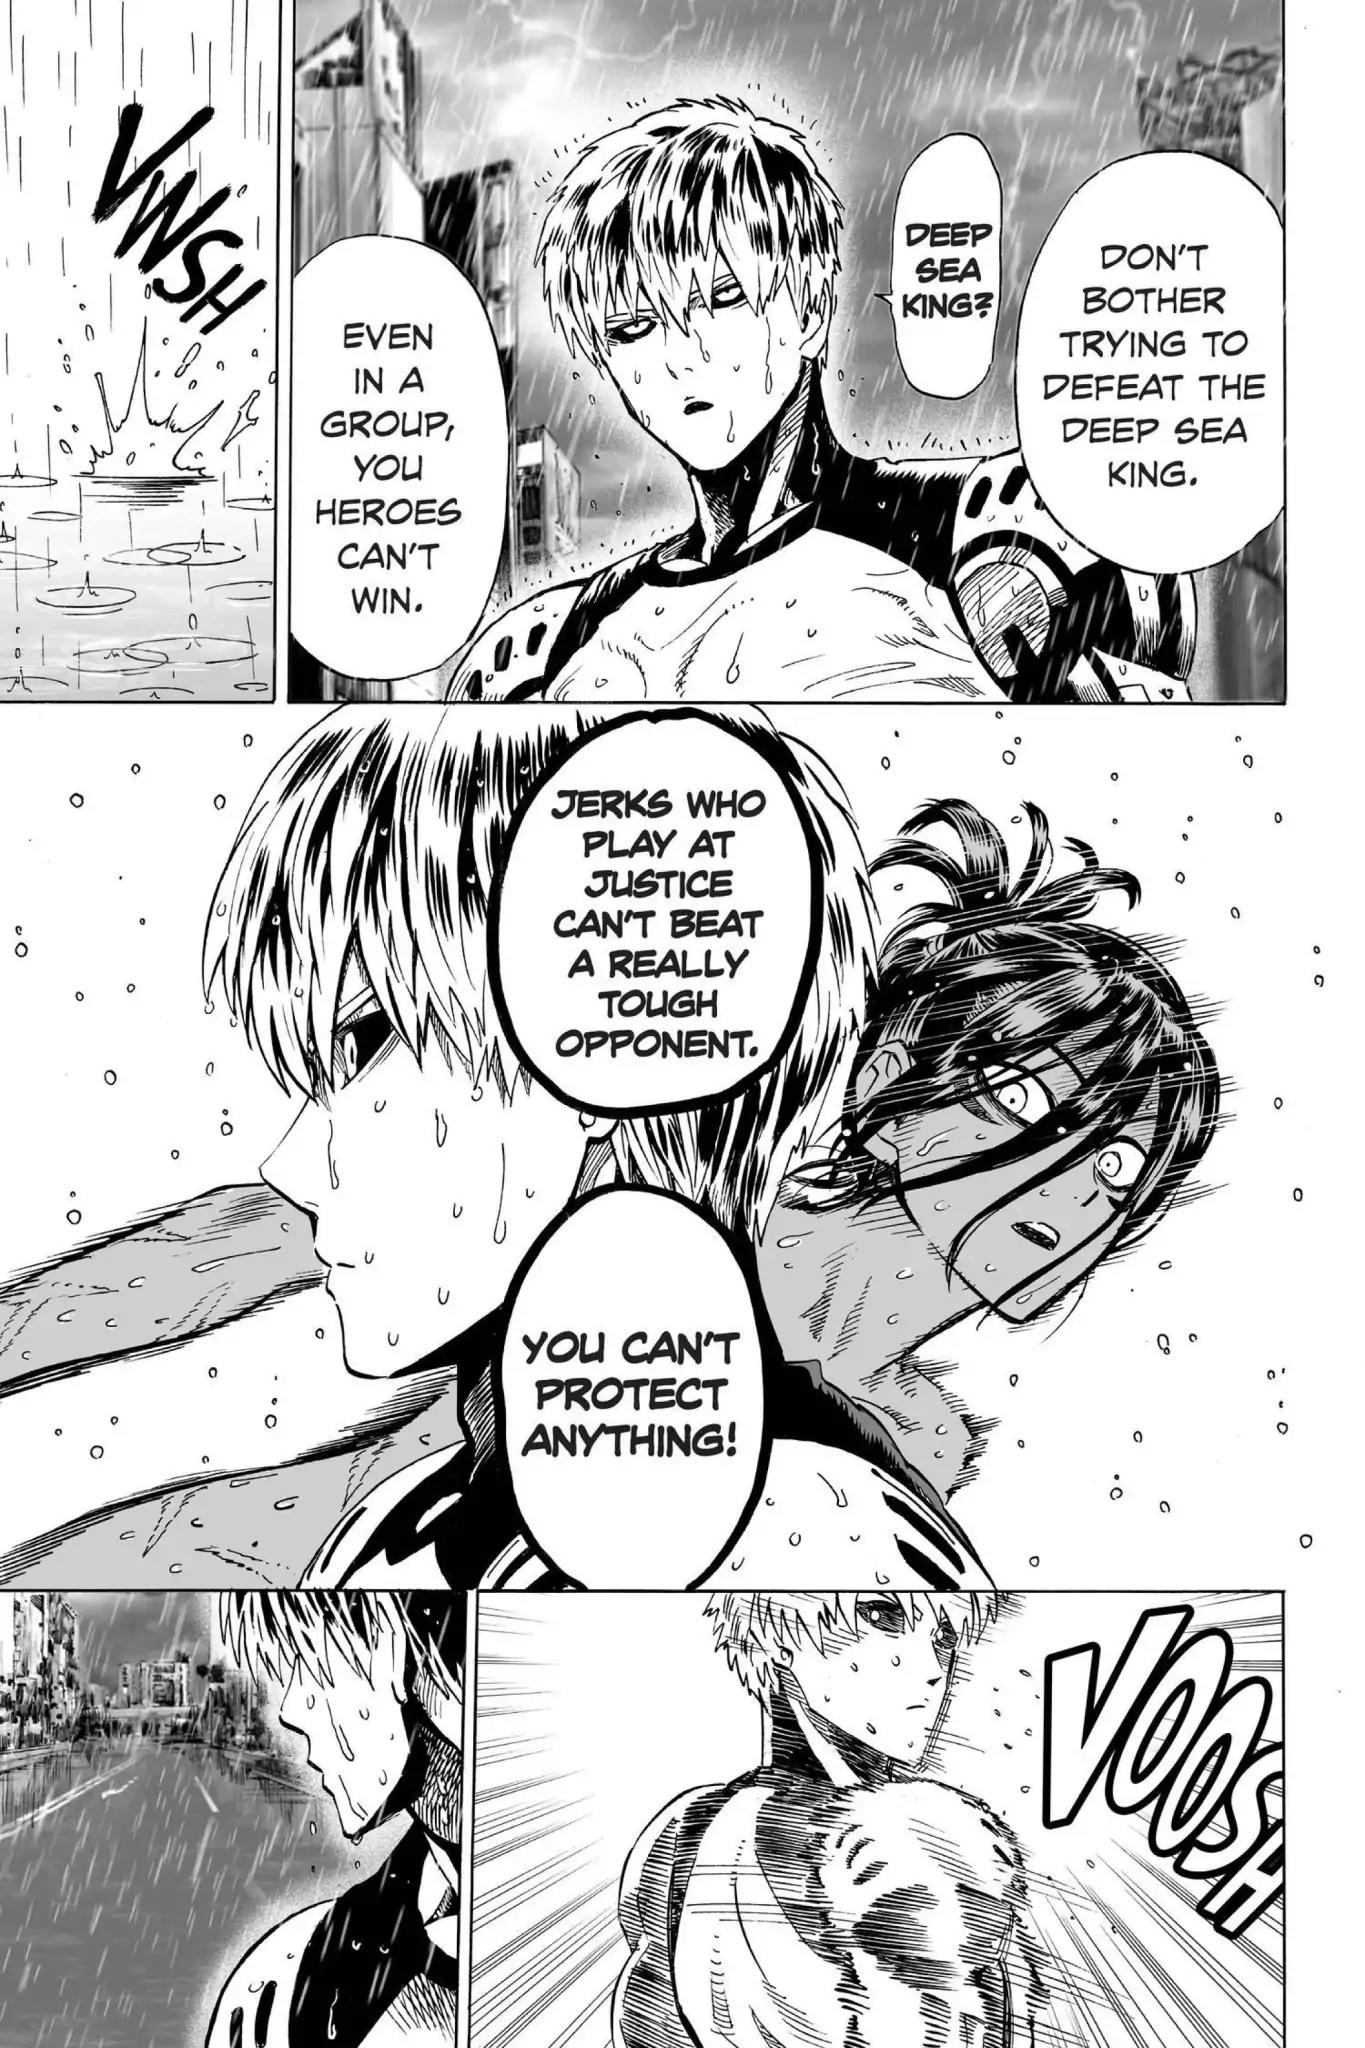 DON'T
BOTHER
TRYING TO
DEFEAT THE
DEEP SEA
KING.
DEEP
SEA
KING?
EVEN
IN A
GROUP,
YOU
HEROES
CAN'T
WIN.
VWSH
JERKS WHO
PLAY AT
JUSTICE
CAN'T BEAT
A REALLY
TOUGH
OPPONENT.
YOU CAN'T
PROTECT
ANYTHING!
VOOSH